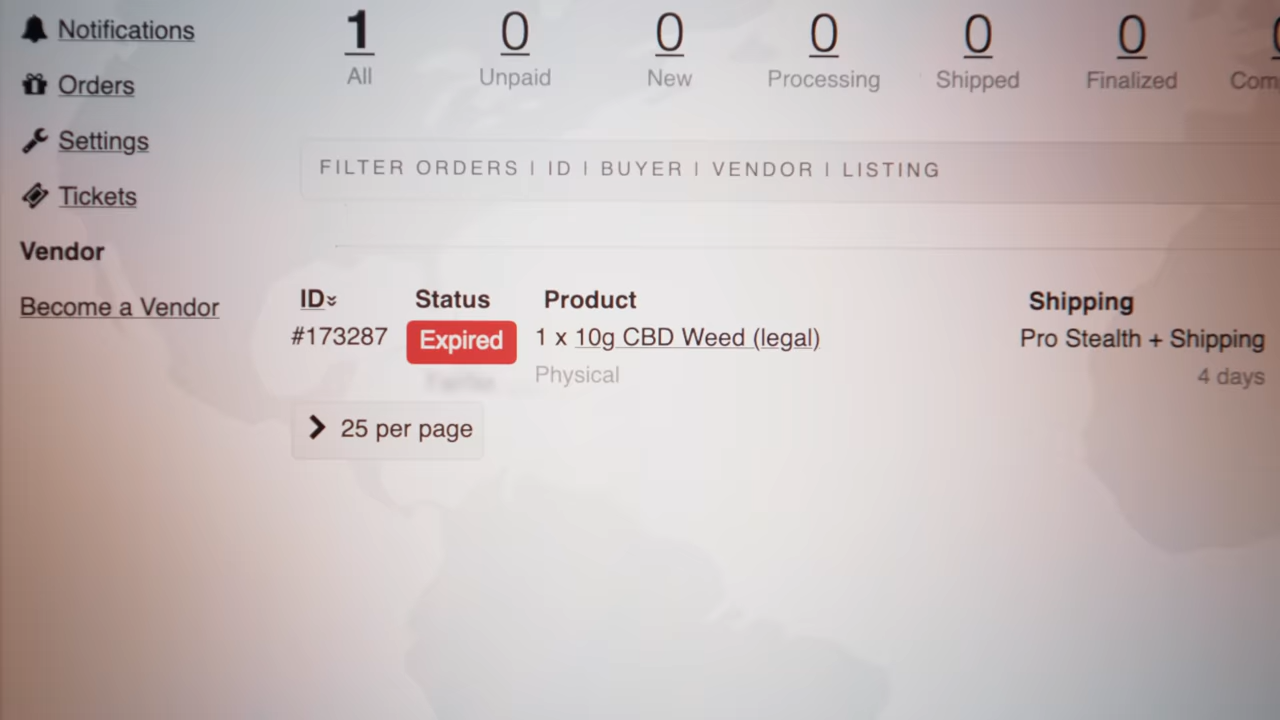 Notifications
Orders
Settings
Tickets
Vendor
Become a Vendor
1 0 0 0 0 0
All Unpaid New Processing Shipped Finalized
FILTER ORDERS | ID | BUYER | VENDOR | LISTING
ID Status Product Shipping
#173287 Expired 1 x 10g CBD Weed (legal) Pro Stealth + Shipping
Physical 4 days
25 per page